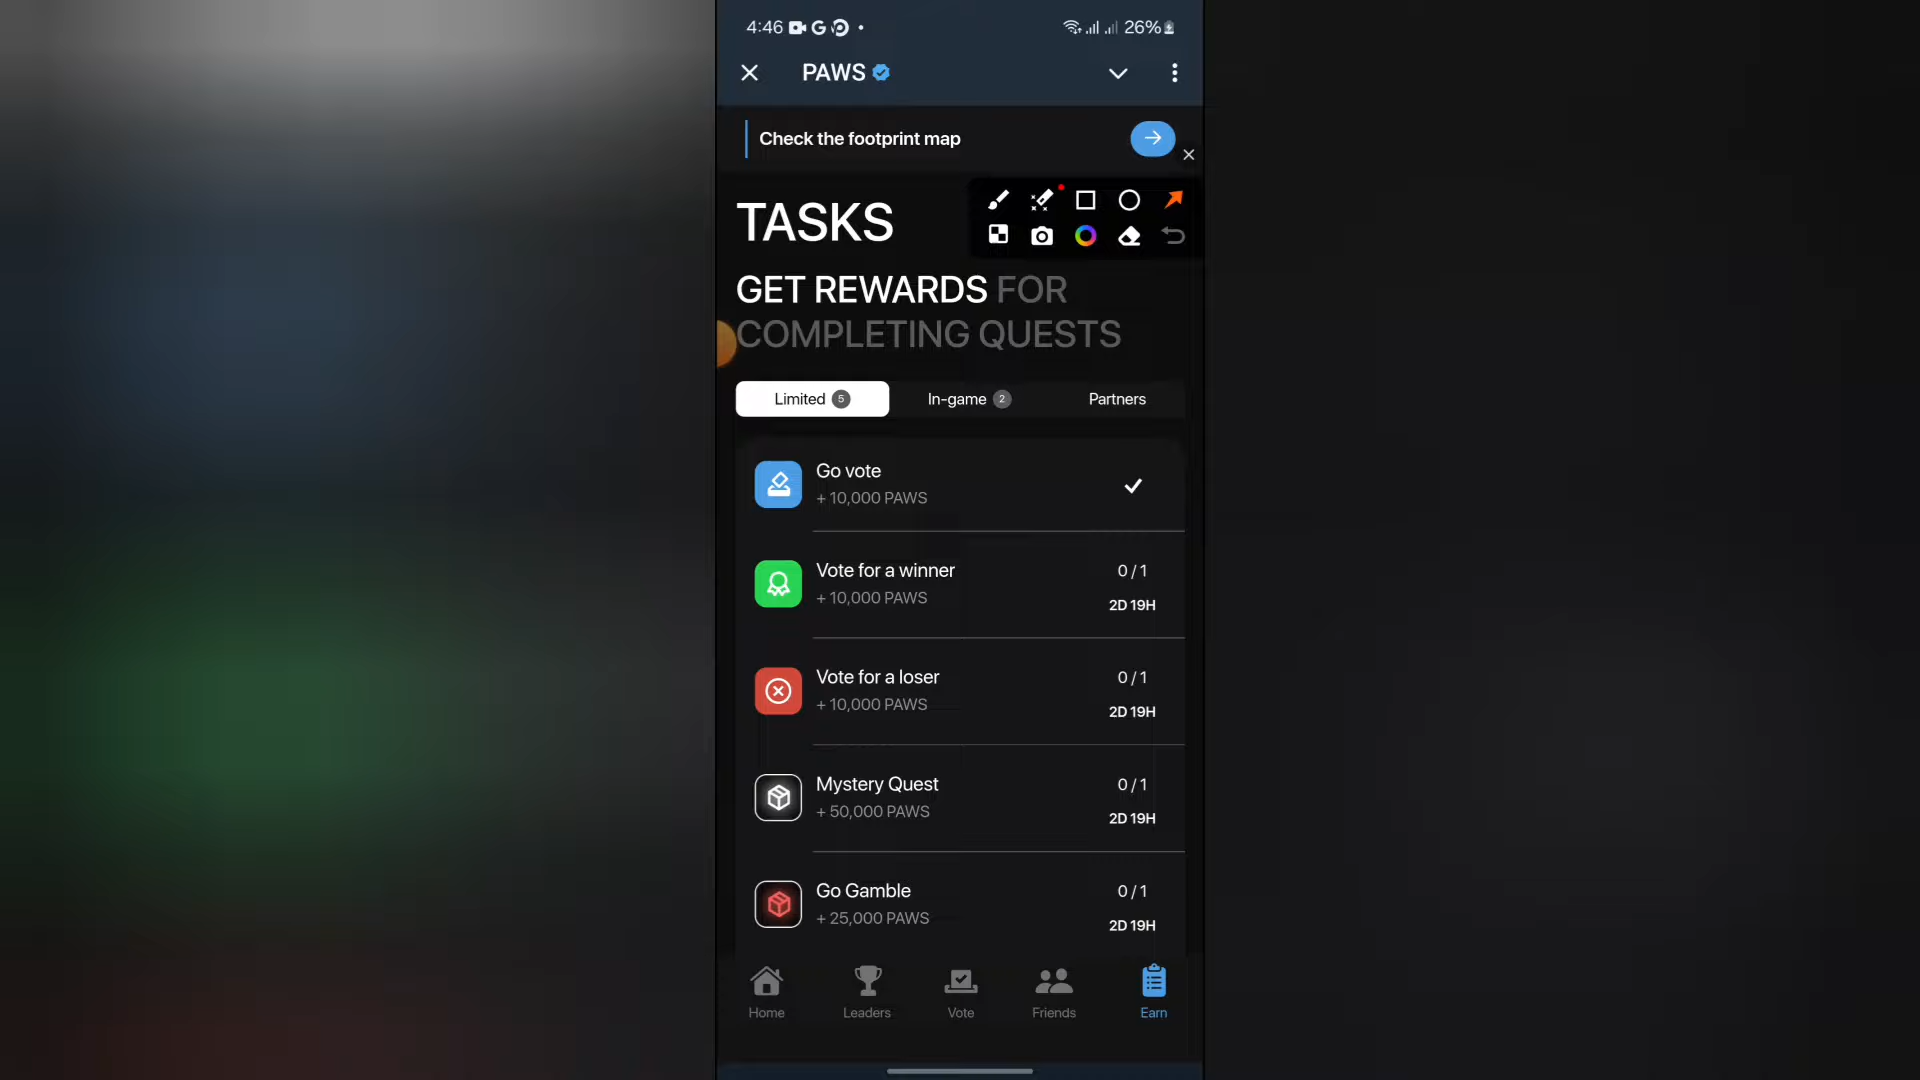 4:46
26%
PAWS
Check the footprint map
TASKS
GET REWARDS FOR
COMPLETING QUESTS
Limited 5
In-game 2
Partners
Go vote
+ 10,000 PAWS
Vote for a winner
0 / 1
+ 10,000 PAWS
2D 19H
Vote for a loser
0 / 1
+ 10,000 PAWS
2D 19H
Mystery Quest
0 / 1
+ 50,000 PAWS
2D 19H
Go Gamble
0 / 1
+ 25,000 PAWS
2D 19H
Home
Leaders
Vote
Friends
Earn